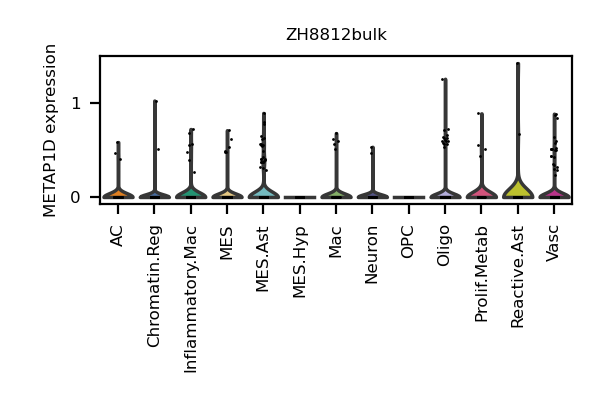 ZH8812bulk
METAP1D expression
1
0
AC
Chromatin.Reg
Inflammatory.Mac
MES
MES.Ast
MES.Hyp
Mac
Neuron
OPC
Oligo
Prolif.Metab
Reactive.Ast
Vasc